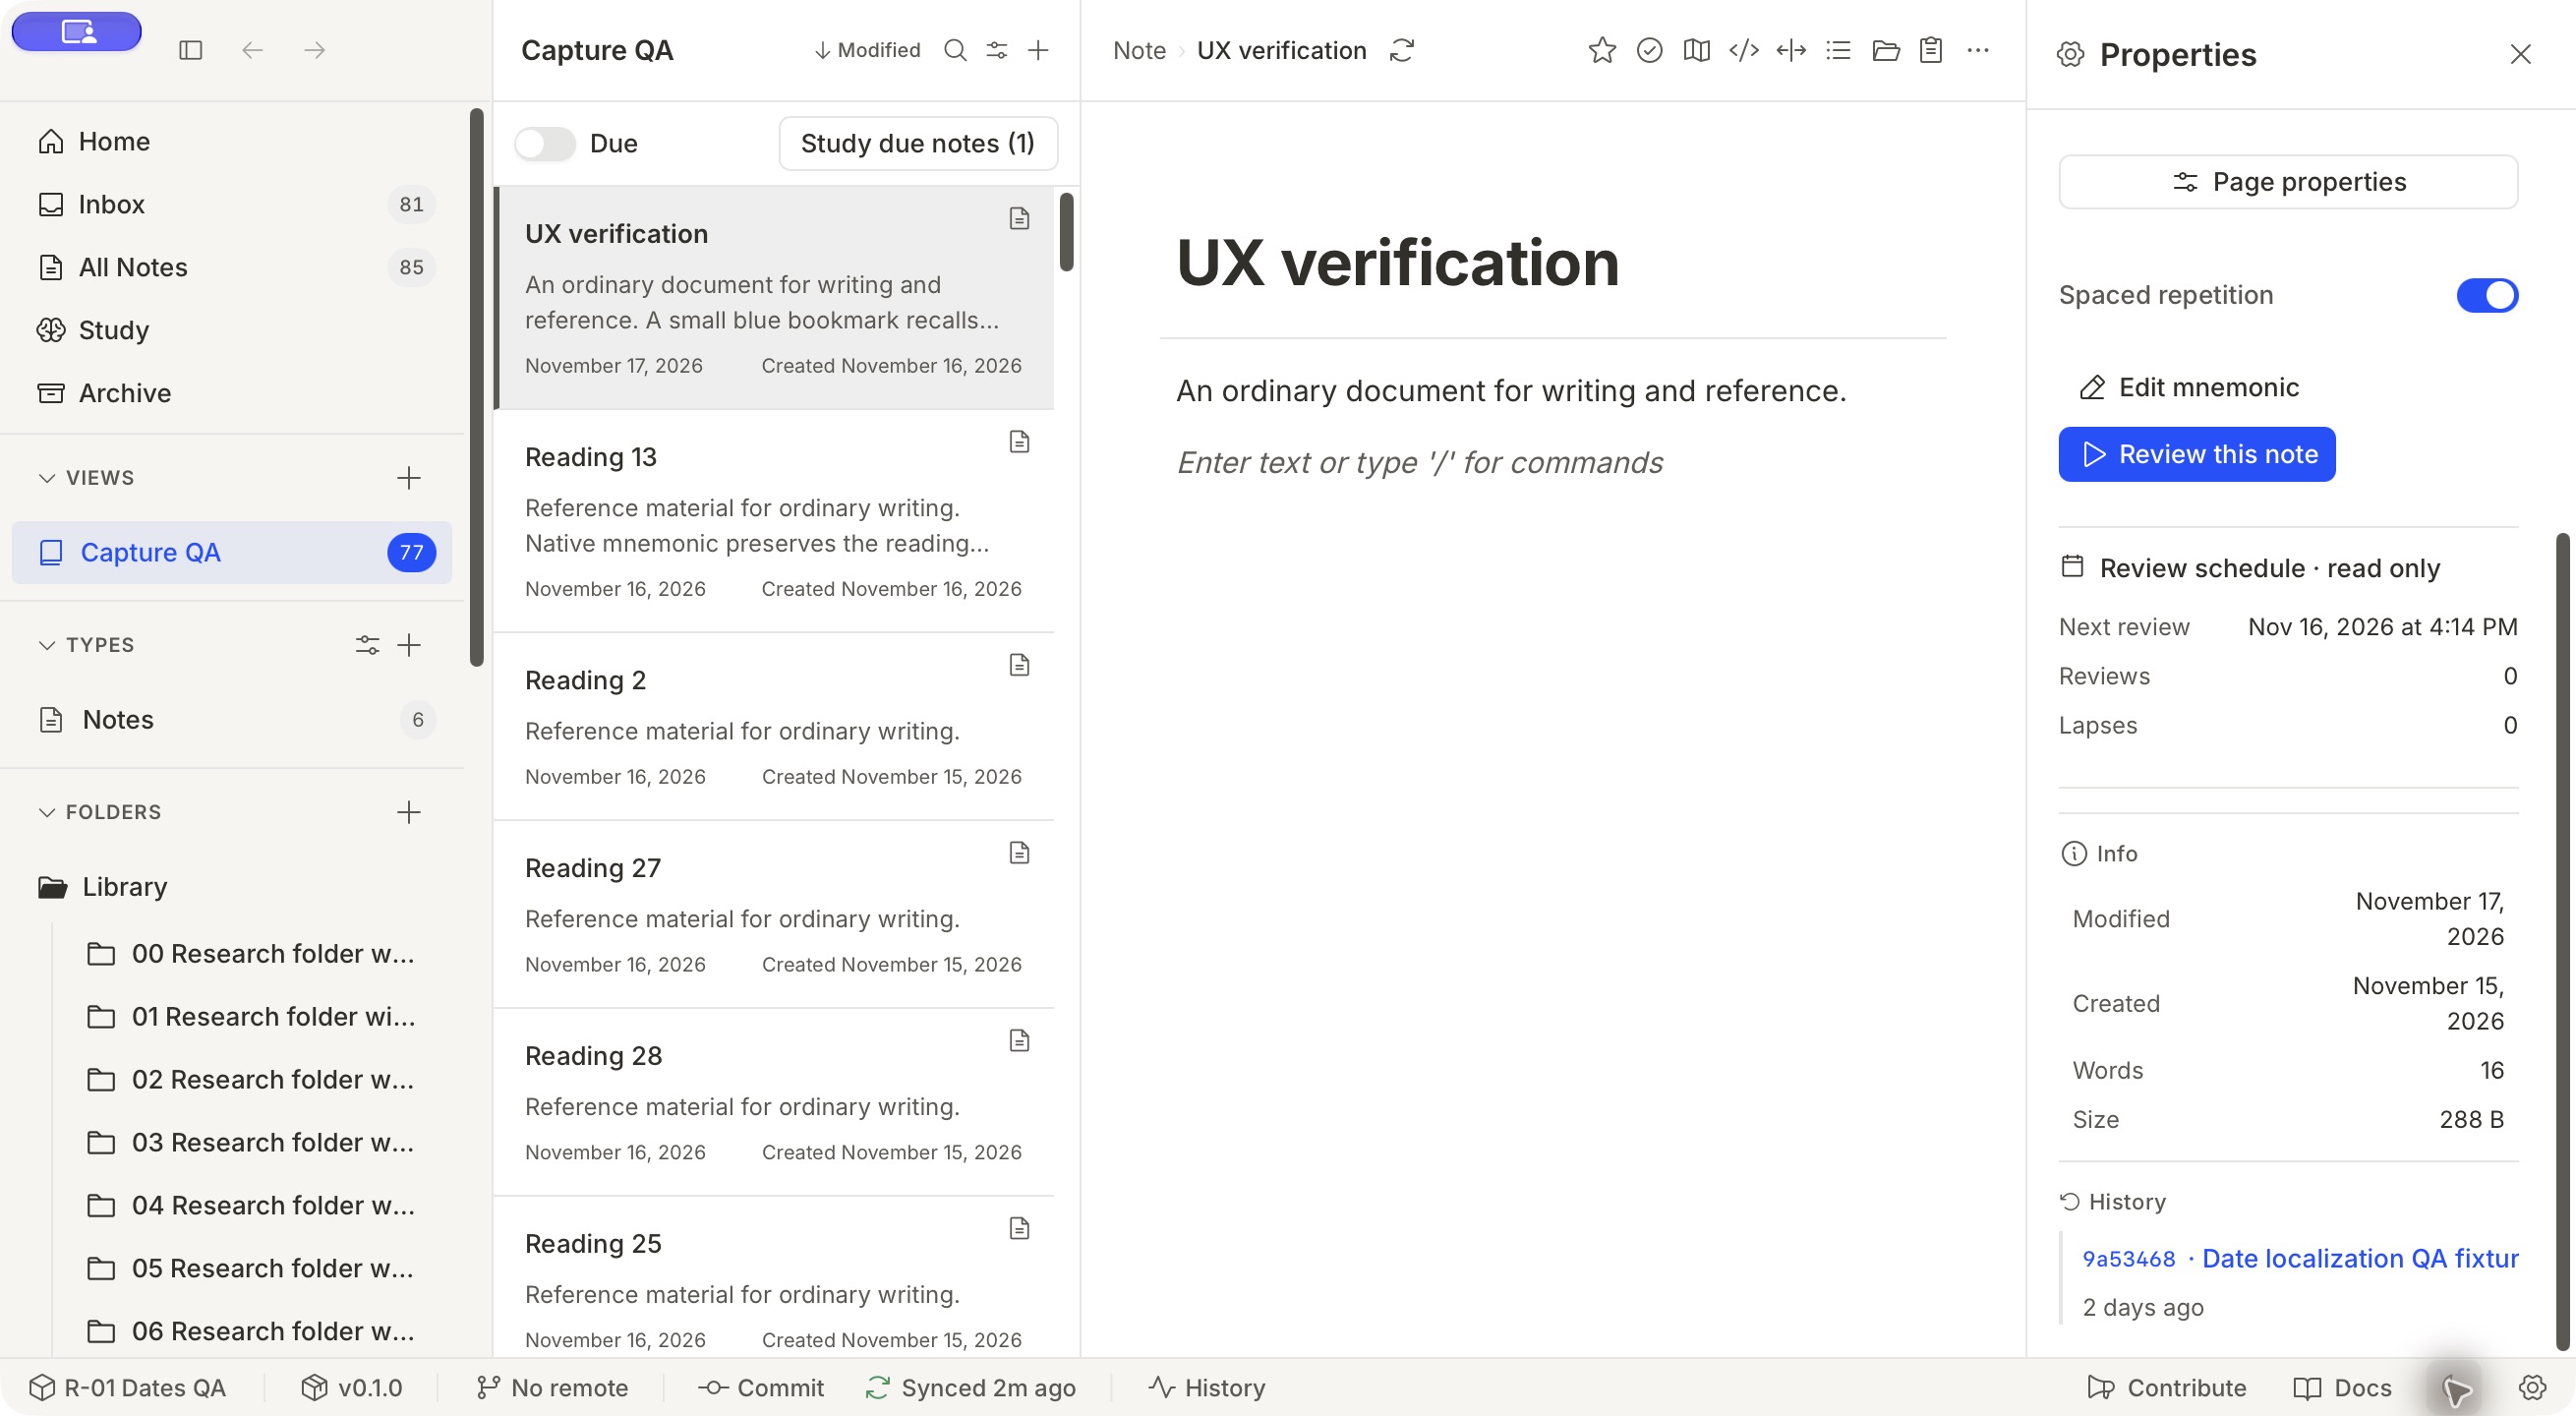 Home
Inbox 81
All Notes 85
Study
Archive
VIEWS
Capture QA 77
TYPES
Notes 6
FOLDERS
Library
00 Research folder w...
01 Research folder wi...
02 Research folder w...
03 Research folder w...
04 Research folder w...
05 Research folder w...
06 Research folder w...
Capture QA Modified
Due Study due notes (1)
UX verification
An ordinary document for writing and
reference. A small blue bookmark recalls...
November 17, 2026 Created November 16, 2026
Reading 13
Reference material for ordinary writing.
Native mnemonic preserves the reading...
November 16, 2026 Created November 16, 2026
Reading 2
Reference material for ordinary writing.
November 16, 2026 Created November 15, 2026
Reading 27
Reference material for ordinary writing.
November 16, 2026 Created November 15, 2026
Reading 28
Reference material for ordinary writing.
November 16, 2026 Created November 15, 2026
Reading 25
Reference material for ordinary writing.
November 16, 2026 Created November 15, 2026
Note › UX verification
UX verification
An ordinary document for writing and reference.
Enter text or type '/' for commands
Properties
Page properties
Spaced repetition
Edit mnemonic
Review this note
Review schedule · read only
Next review Nov 16, 2026 at 4:14 PM
Reviews 0
Lapses 0
Info
Modified November 17,
2026
Created November 15,
2026
Words 16
Size 288 B
History
9a53468 · Date localization QA fixtur
2 days ago
R-01 Dates QA v0.1.0 No remote Commit Synced 2m ago History Contribute Docs